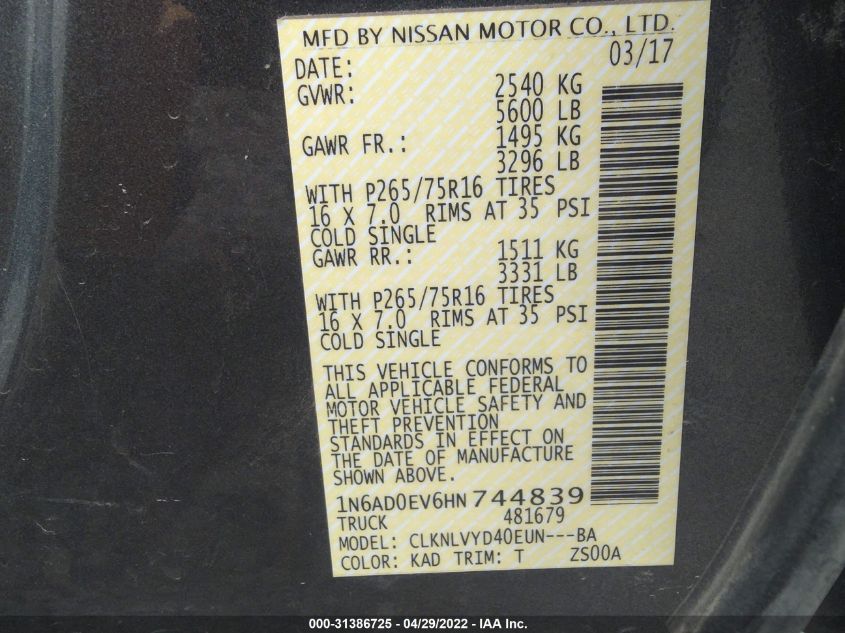 MFD BY NISSAN MOTOR CO., LTD.
DATE: 03/17
GVWR: 2540 KG
5600 LB
GAWR FR.: 1495 KG
3296 LB
WITH P265/75R16 TIRES
16 X 7.0 RIMS AT 35 PSI
COLD SINGLE
GAWR RR.: 1511 KG
3331 LB
WITH P265/75R16 TIRES
16 X 7.0 RIMS AT 35 PSI
COLD SINGLE
THIS VEHICLE CONFORMS TO
ALL APPLICABLE FEDERAL
MOTOR VEHICLE SAFETY AND
THEFT PREVENTION
STANDARDS IN EFFECT ON
THE DATE OF MANUFACTURE
SHOWN ABOVE.
1N6AD0EV6HN744839
TRUCK 481679
MODEL: CLKNLVYD40EUN---BA
COLOR: KAD TRIM: T ZS00A
000-31386725 - 04/29/2022 - IAA Inc.